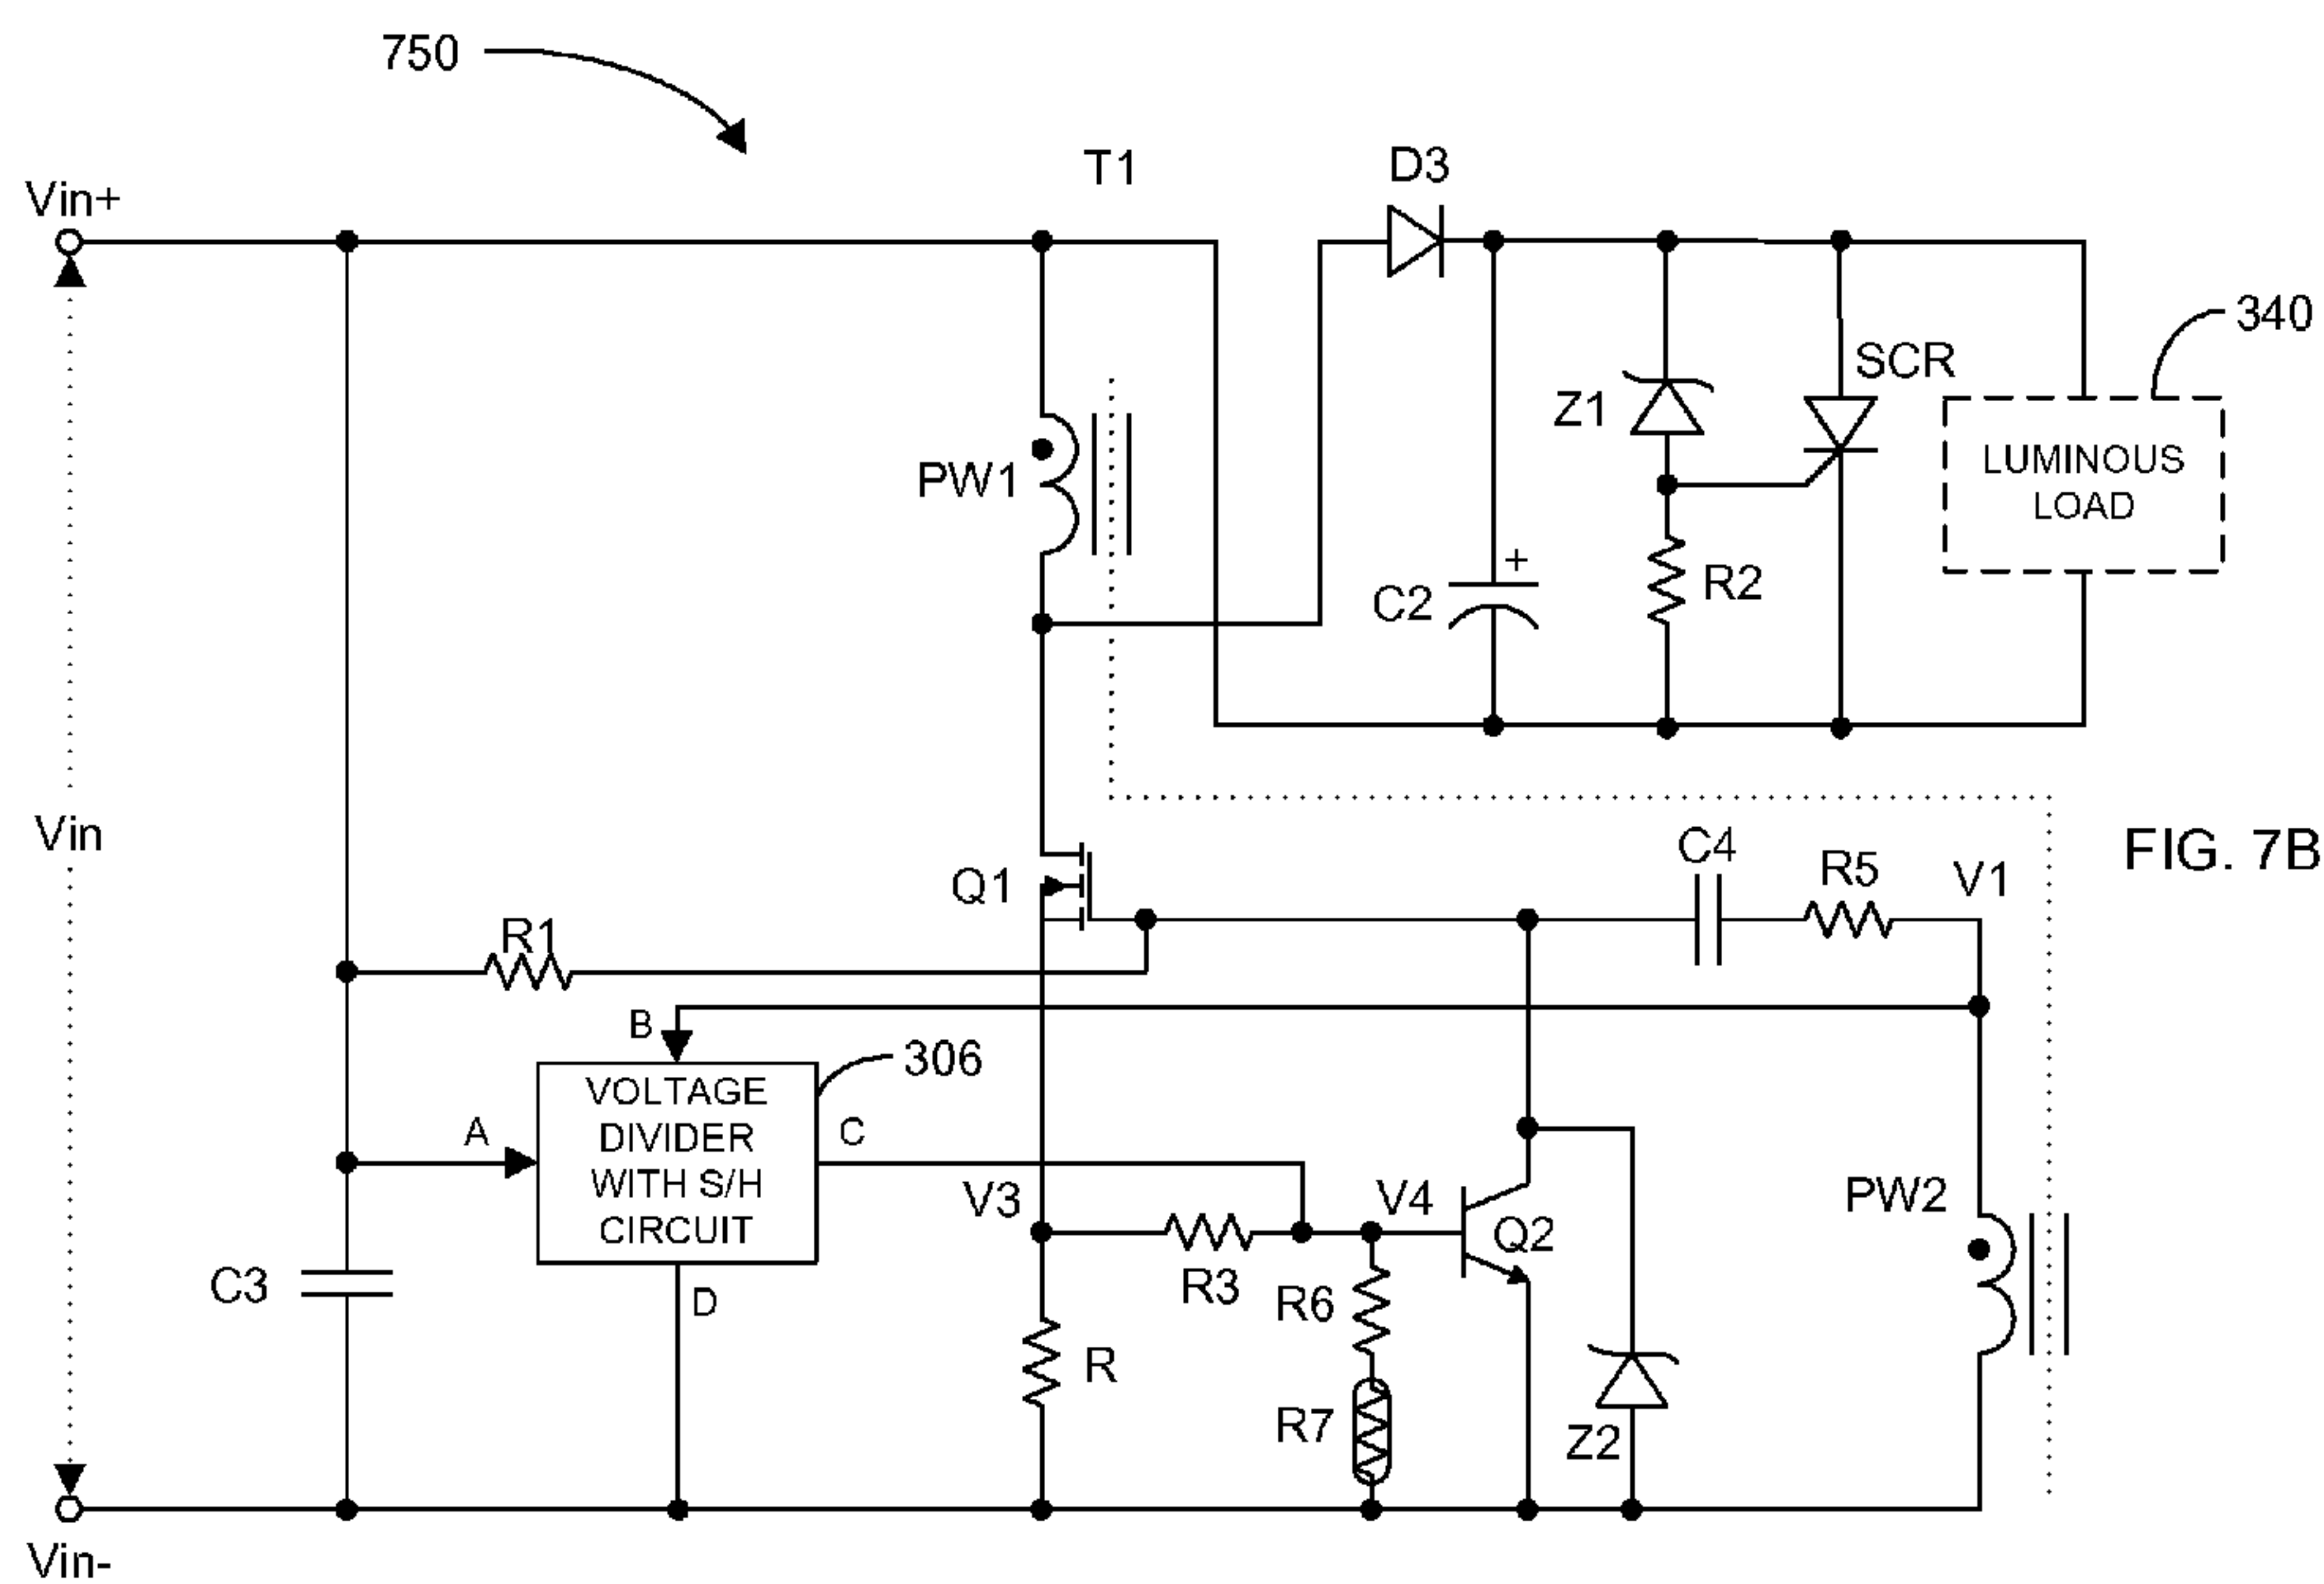 750
T1
D3
Vin+
340
SCR
Z1
PW1
LUMINOUS
LOAD
+
C2
R2
Vin
C4
R5
V1
FIG. 7B
Q1
R1
B
306
VOLTAGE
DIVIDER
WITH S/H
CIRCUIT
A
C
V3
V4
PW2
Q2
C3
R3
R6
D
R
R7
Z2
Vin-